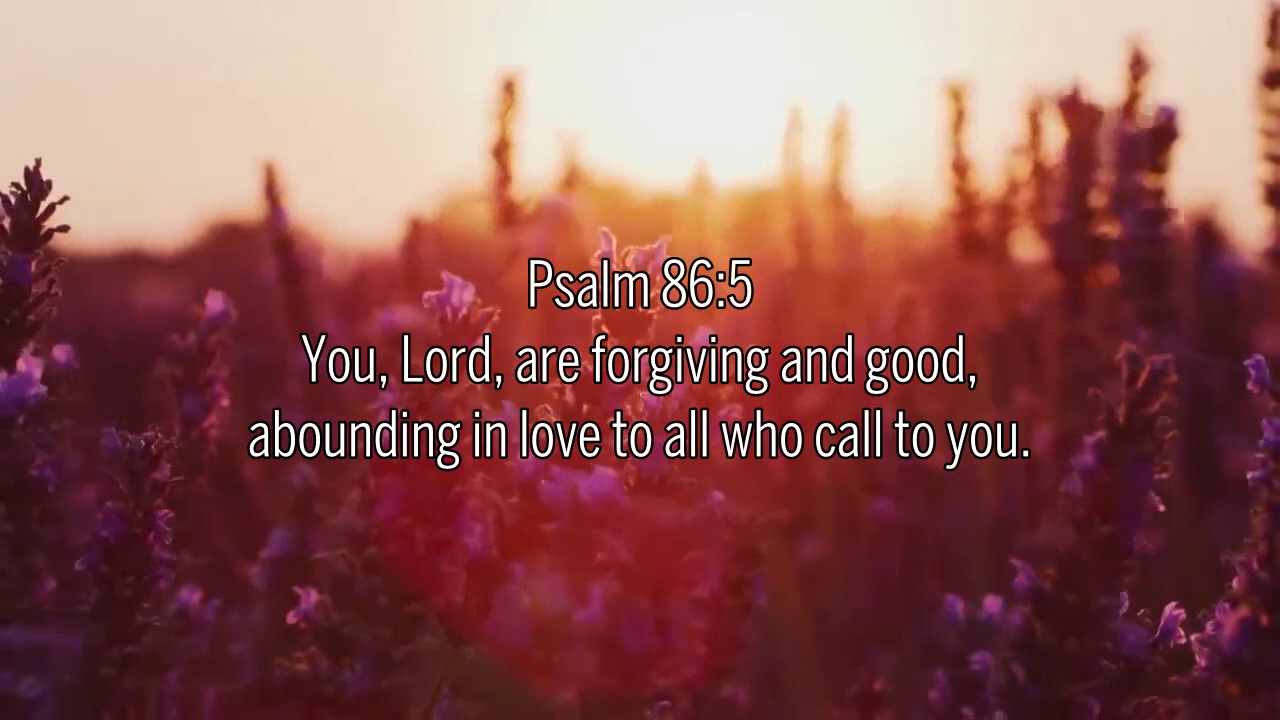 Psalm 86:5
You, Lord, are forgiving and good,
abounding in love to all who call to you.